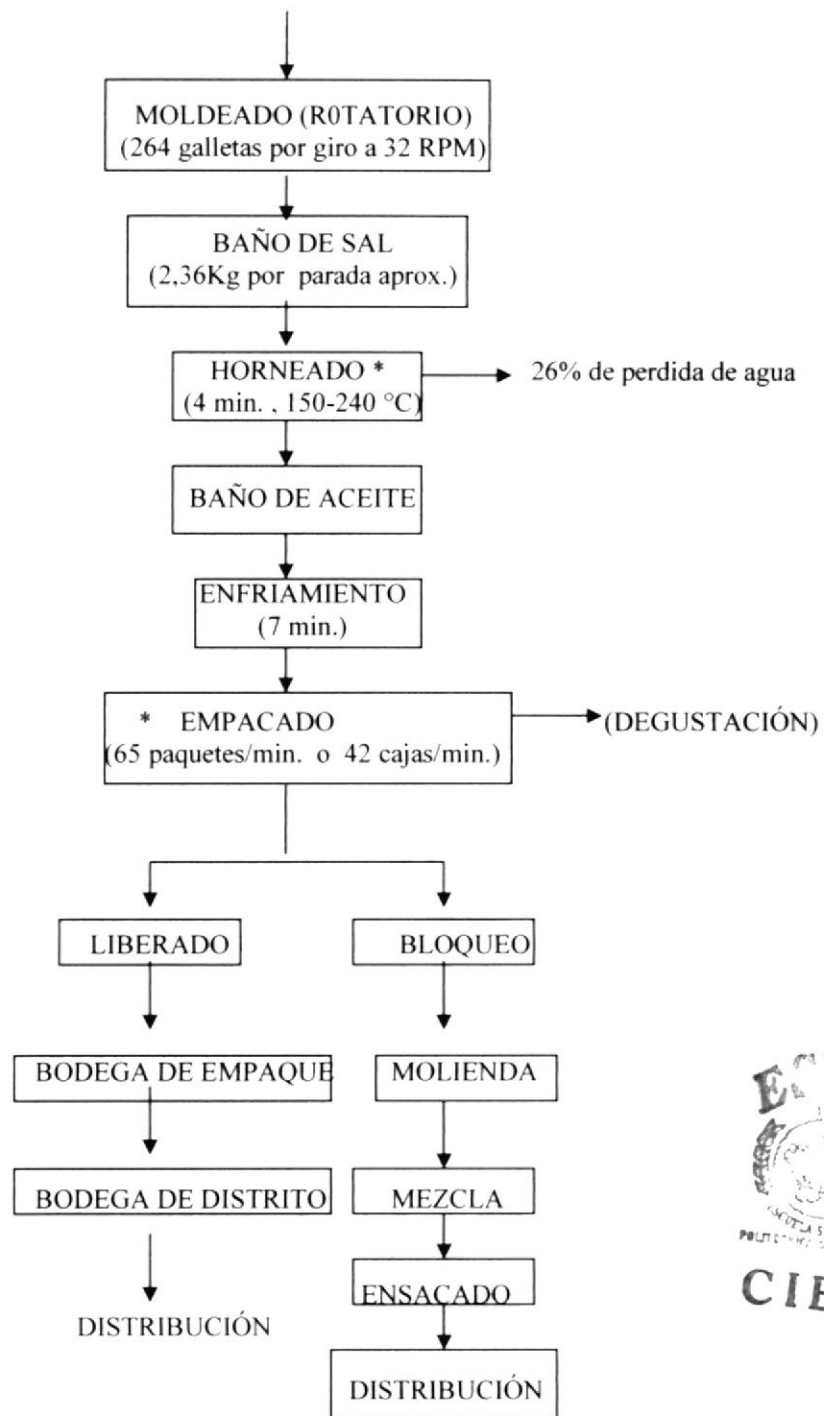 MOLDEADO (R0TATORIO)
(264 galletas por giro a 32 RPM)
BAÑO DE SAL
(2,36Kg por parada aprox.)
HORNEADO *
(4 min. , 150-240 °C)
26% de perdida de agua
BAÑO DE ACEITE
ENFRIAMIENTO
(7 min.)
* EMPACADO
(65 paquetes/min. o 42 cajas/min.)
(DEGUSTACIÓN)
LIBERADO
BLOQUEO
BODEGA DE EMPAQUE
MOLIENDA
BODEGA DE DISTRITO
MEZCLA
ENSACADO
DISTRIBUCIÓN
DISTRIBUCIÓN